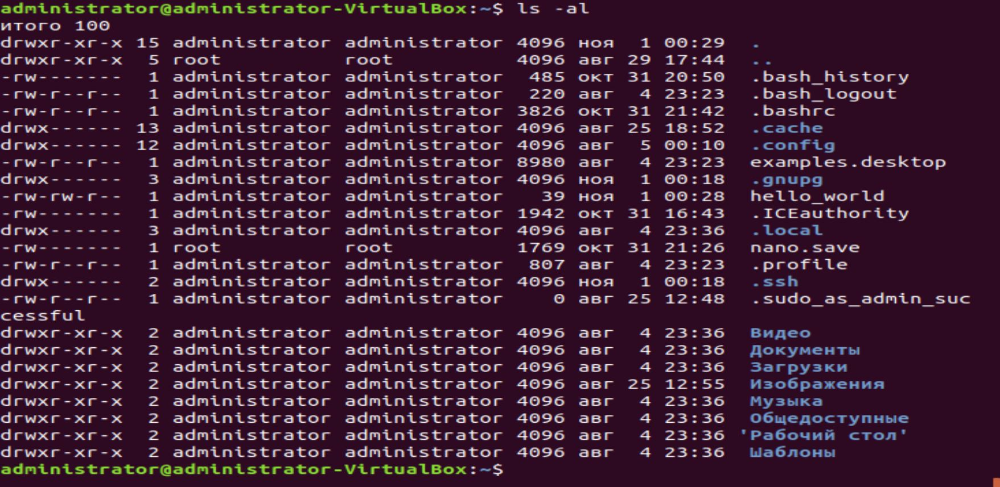 administrator@administrator-VirtualBox:~$ ls -al
итого 100
drwxr-xr-x 15 administrator administrator 4096 ноя  1 00:29  .
drwxr-xr-x  5 root          root          4096 авг 29 17:44  ..
-rw-------  1 administrator administrator  485 окт 31 20:50  .bash_history
-rw-r--r--  1 administrator administrator  220 авг  4 23:23  .bash_logout
-rw-r--r--  1 administrator administrator 3826 окт 31 21:42  .bashrc
drwx------ 13 administrator administrator 4096 авг 25 18:52  .cache
drwx------ 12 administrator administrator 4096 авг  5 00:10  .config
-rw-r--r--  1 administrator administrator 8980 авг  4 23:23  examples.desktop
drwx------  3 administrator administrator 4096 ноя  1 00:18  .gnupg
-rw-rw-r--  1 administrator administrator   39 ноя  1 00:28  hello_world
-rw-------  1 administrator administrator 1942 окт 31 16:43  .ICEauthority
drwx------  3 administrator administrator 4096 авг  4 23:36  .local
-rw-------  1 root          root          1769 окт 31 21:26  nano.save
-rw-r--r--  1 administrator administrator  807 авг  4 23:23  .profile
drwx------  2 administrator administrator 4096 ноя  1 00:18  .ssh
-rw-r--r--  1 administrator administrator    0 авг 25 12:48  .sudo_as_admin_suc
cessful
drwxr-xr-x  2 administrator administrator 4096 авг  4 23:36  Видео
drwxr-xr-x  2 administrator administrator 4096 авг  4 23:36  Документы
drwxr-xr-x  2 administrator administrator 4096 авг  4 23:36  Загрузки
drwxr-xr-x  2 administrator administrator 4096 авг 25 12:55  Изображения
drwxr-xr-x  2 administrator administrator 4096 авг  4 23:36  Музыка
drwxr-xr-x  2 administrator administrator 4096 авг  4 23:36  Общедоступные
drwxr-xr-x  2 administrator administrator 4096 авг  4 23:36 'Рабочий стол'
drwxr-xr-x  2 administrator administrator 4096 авг  4 23:36  Шаблоны
administrator@administrator-VirtualBox:~$